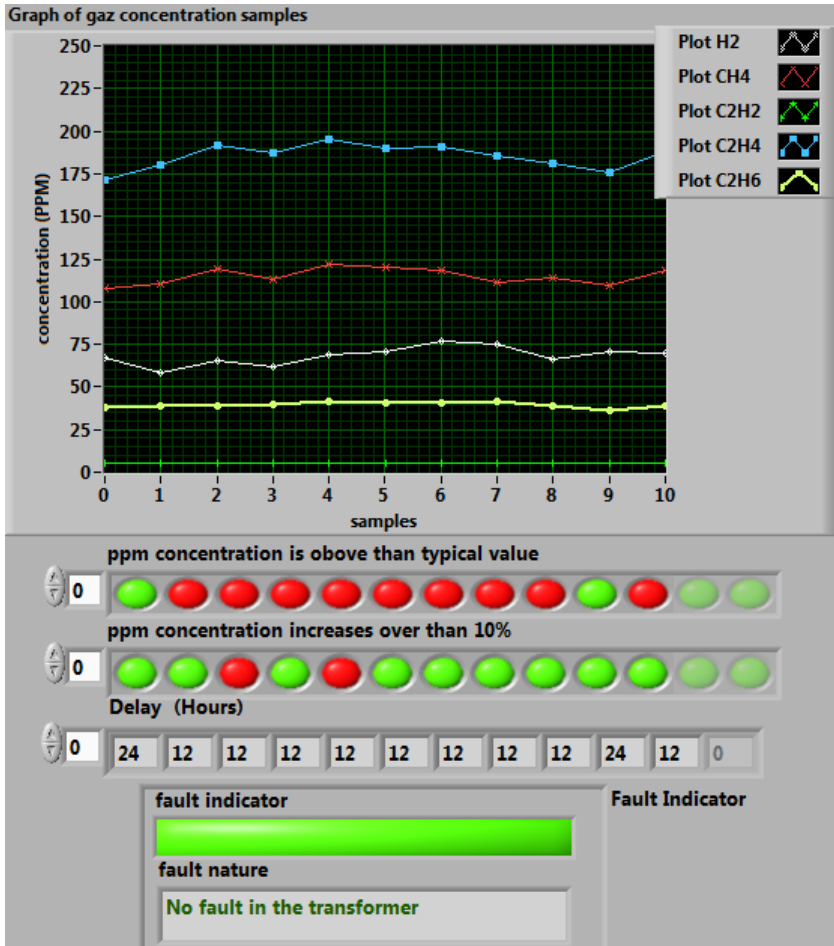 Graph of gaz concentration samples
Plot H2
Plot CH4
Plot C2H2
Plot C2H4
Plot C2H6
concentration (PPM)
250
225
200
175
150
125
100
75
50
25
0
0 1 2 3 4 5 6 7 8 9 10
samples
ppm concentration is obove than typical value
0
ppm concentration increases over than 10%
0
Delay (Hours)
0 24 12 12 12 12 12 12 12 12 24 12 0
fault indicator
Fault Indicator
fault nature
No fault in the transformer